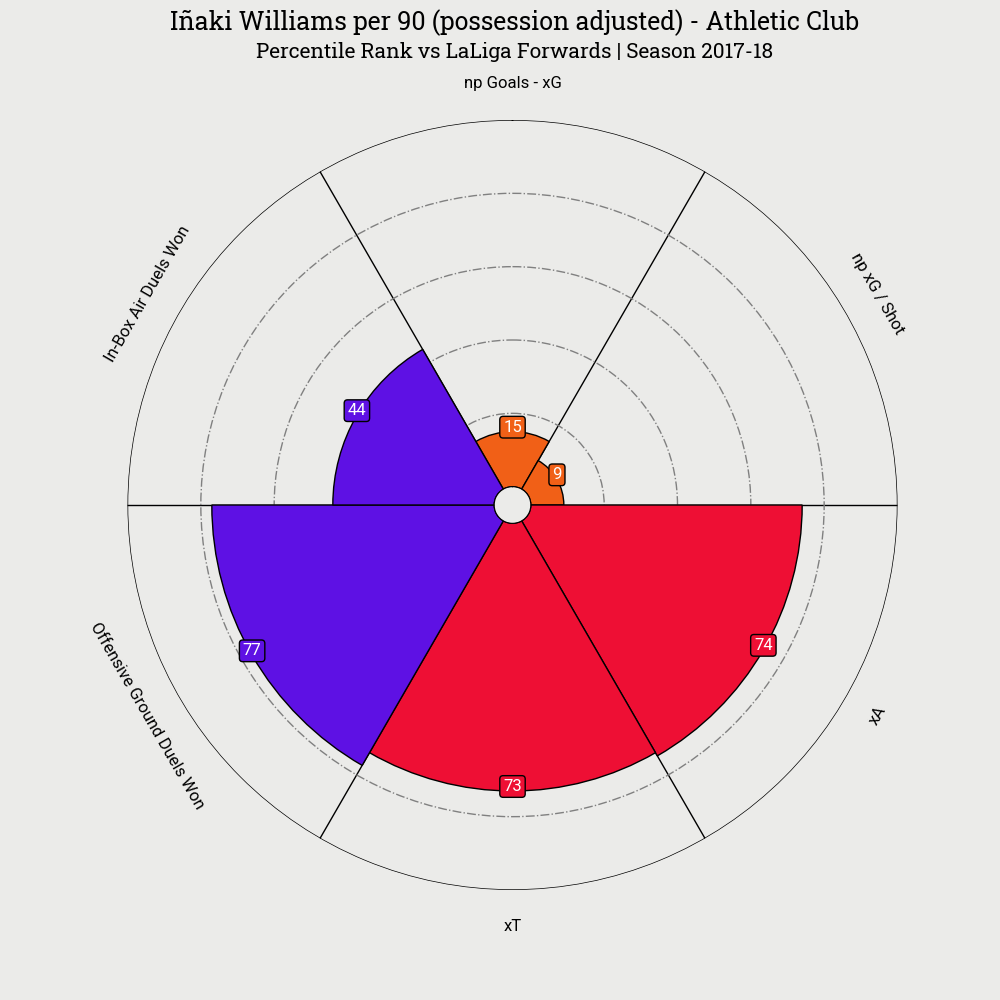 Iñaki Williams per 90 (possession adjusted) - Athletic Club
Percentile Rank vs LaLiga Forwards | Season 2017-18
np Goals - xG
In-Box Air Duels Won
np xG / Shot
44
15
9
Offensive Ground Duels Won
77
74
xA
73
xT